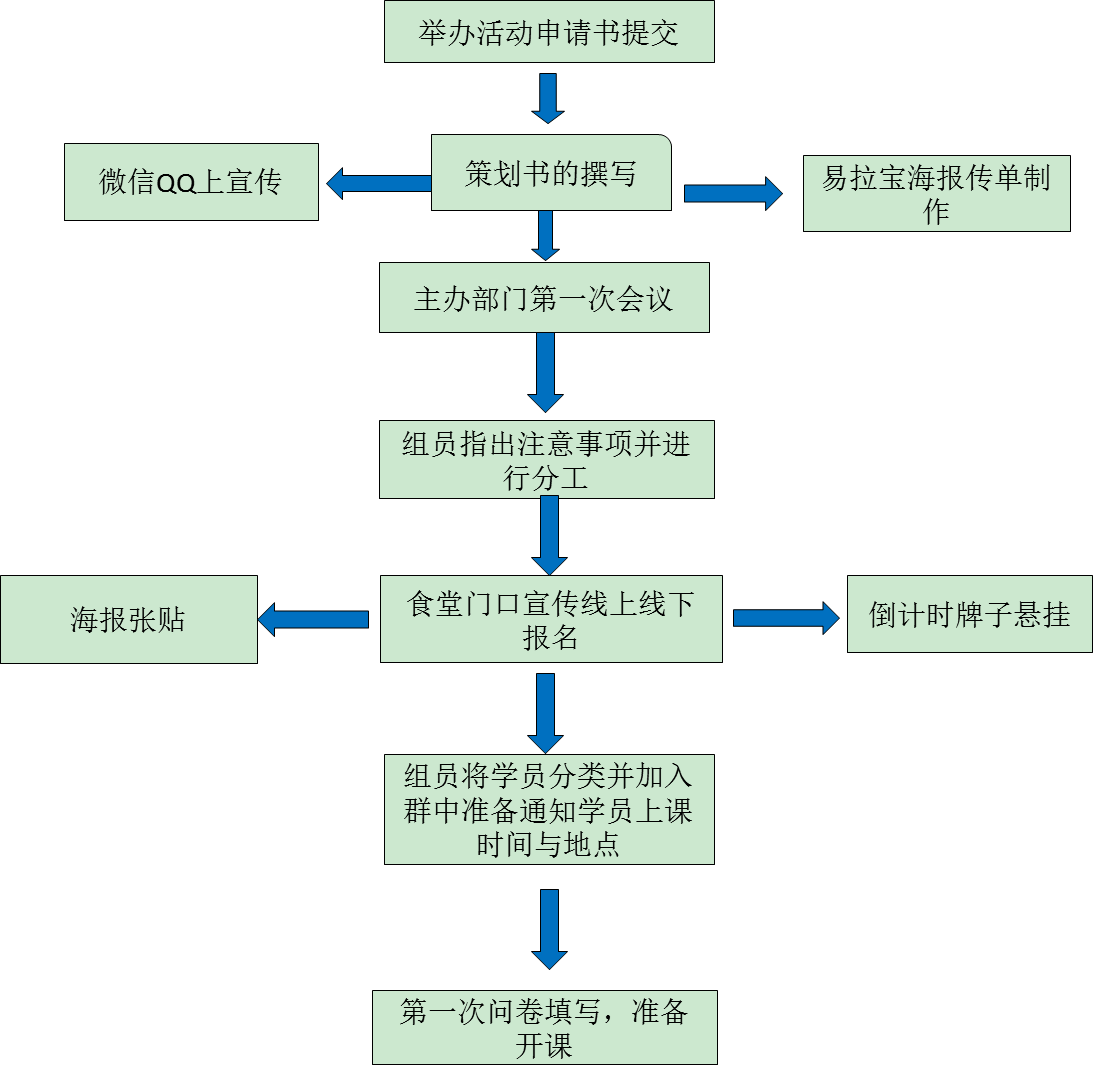 举办活动申请书提交
微信QQ上宣传
策划书的撰写
易拉宝海报传单制
作
主办部门第一次会议
组员指出注意事项并进
行分工
海报张贴
食堂门口宣传线上线下
报名
倒计时牌子悬挂
组员将学员分类并加入
群中准备通知学员上课
时间与地点
第一次问卷填写，准备
开课